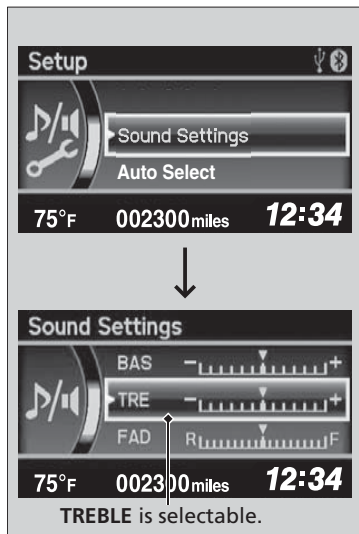 Setup
Sound Settings
Auto Select
75°F 002300 miles 12:34
Sound Settings
BAS - +
TRE - +
FAD R F
75°F 002300 miles 12:34
TREBLE is selectable.